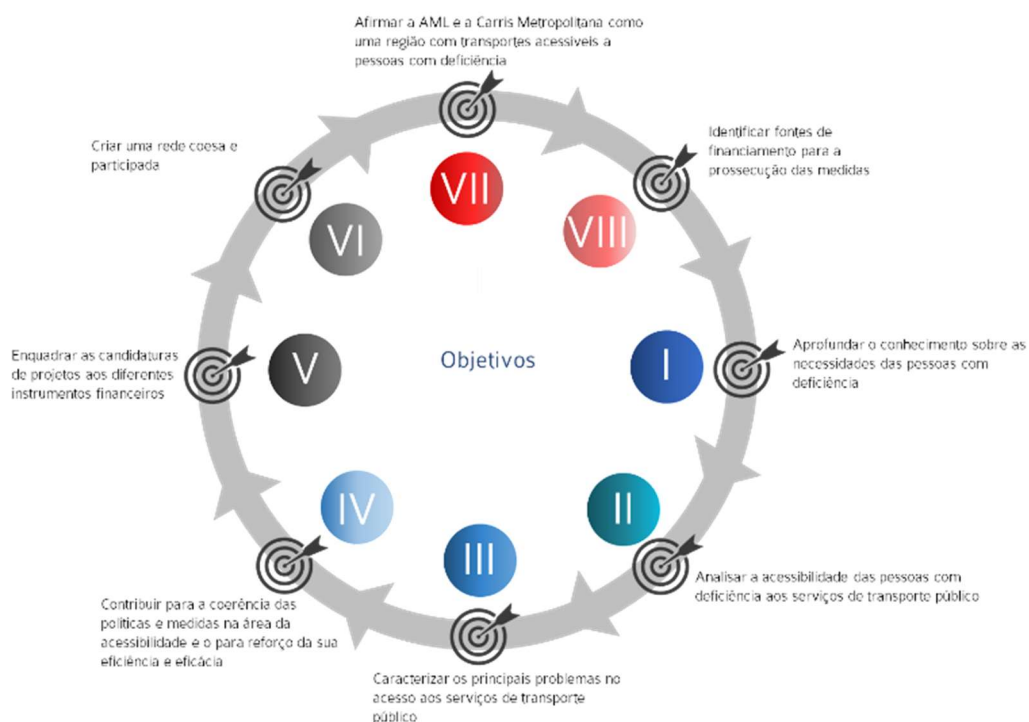 Afirmar a AML e a Carris Metropolitana como
uma região com transportes acessíveis a
pessoas com deficiência
Identificar fontes de
financiamento para a
prossecução das medidas
Criar uma rede coesa e
participada
VII
VIII
VI
Enquadrar as candidaturas
de projetos aos diferentes
instrumentos financeiros
V
Objetivos
I
Aprofundar o conhecimento sobre as
necessidades das pessoas com
deficiência
IV
III
II
Analisar a acessibilidade das pessoas com
deficiência aos serviços de transporte público
Contribuir para a coerência das
políticas e medidas na área da
acessibilidade e o para reforço da sua
eficiência e eficácia
Caracterizar os principais problemas no
acesso aos serviços de transporte
público